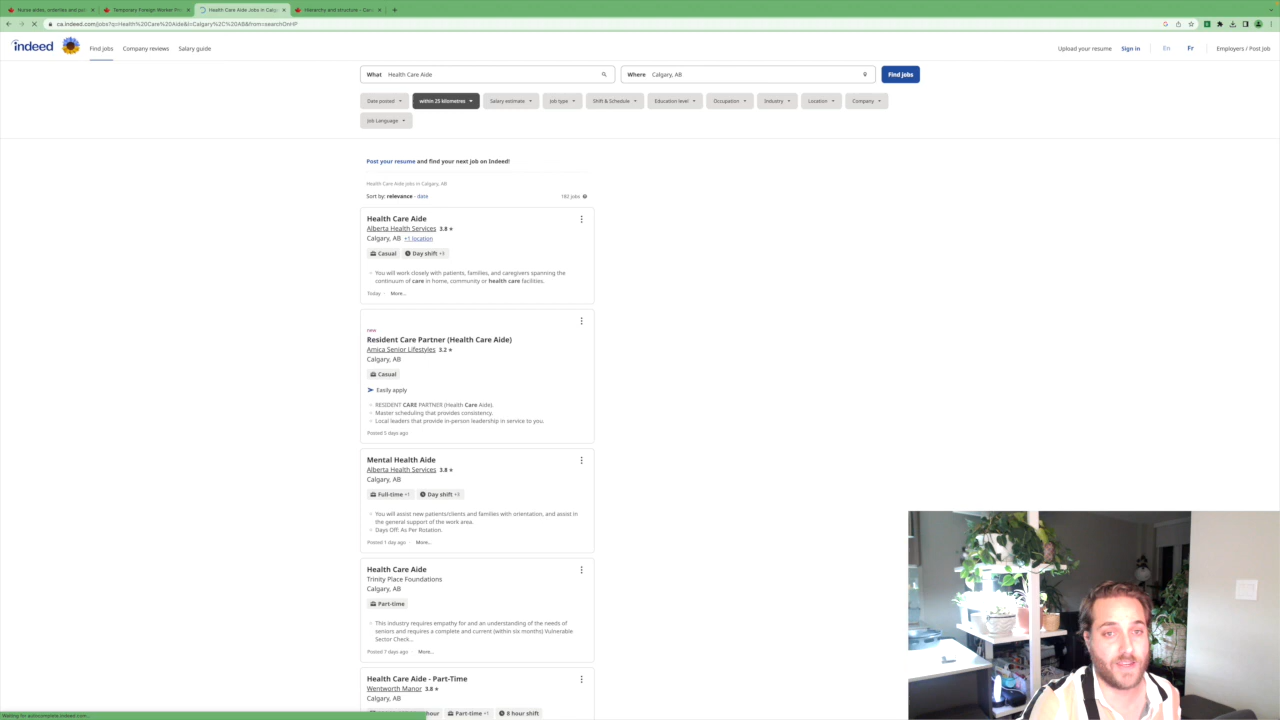 Nurse aides, orderlies and pati
Temporary Foreign Worker Pro
Health Care Aide Jobs in Calga
Hierarchy and structure - Cana
ca.indeed.com/jobs?q=Health%20Care%20Aide&l=Calgary%2C%20AB&from=searchOnHP
indeed
Find jobs
Company reviews
Salary guide
Upload your resume
Sign in
En
Fr
Employers / Post Job
What Health Care Aide
Where Calgary, AB
Find jobs
Date posted
within 25 kilometres
Salary estimate
Job type
Shift & Schedule
Education level
Occupation
Industry
Location
Company
Job Language
Post your resume and find your next job on Indeed!
Health Care Aide jobs in Calgary, AB
Sort by: relevance - date
182 jobs
Health Care Aide
Alberta Health Services 3.8
Calgary, AB +1 location
Casual Day shift +3
You will work closely with patients, families, and caregivers spanning the
continuum of care in home, community or health care facilities.
Today · More...
new
Resident Care Partner (Health Care Aide)
Amica Senior Lifestyles 3.2
Calgary, AB
Casual
Easily apply
RESIDENT CARE PARTNER (Health Care Aide).
Master scheduling that provides consistency.
Local leaders that provide in-person leadership in service to you.
Posted 5 days ago
Mental Health Aide
Alberta Health Services 3.8
Calgary, AB
Full-time +1 Day shift +3
You will assist new patients/clients and families with orientation, and assist in
the general support of the work area.
Days Off: As Per Rotation.
Posted 1 day ago · More...
Health Care Aide
Trinity Place Foundations
Calgary, AB
Part-time
This industry requires empathy for and an understanding of the needs of
seniors and requires a complete and current (within six months) Vulnerable
Sector Check...
Posted 7 days ago · More...
Health Care Aide - Part-Time
Wentworth Manor 3.8
Calgary, AB
hour Part-time +1 8 hour shift
Waiting for autocomplete.indeed.com...